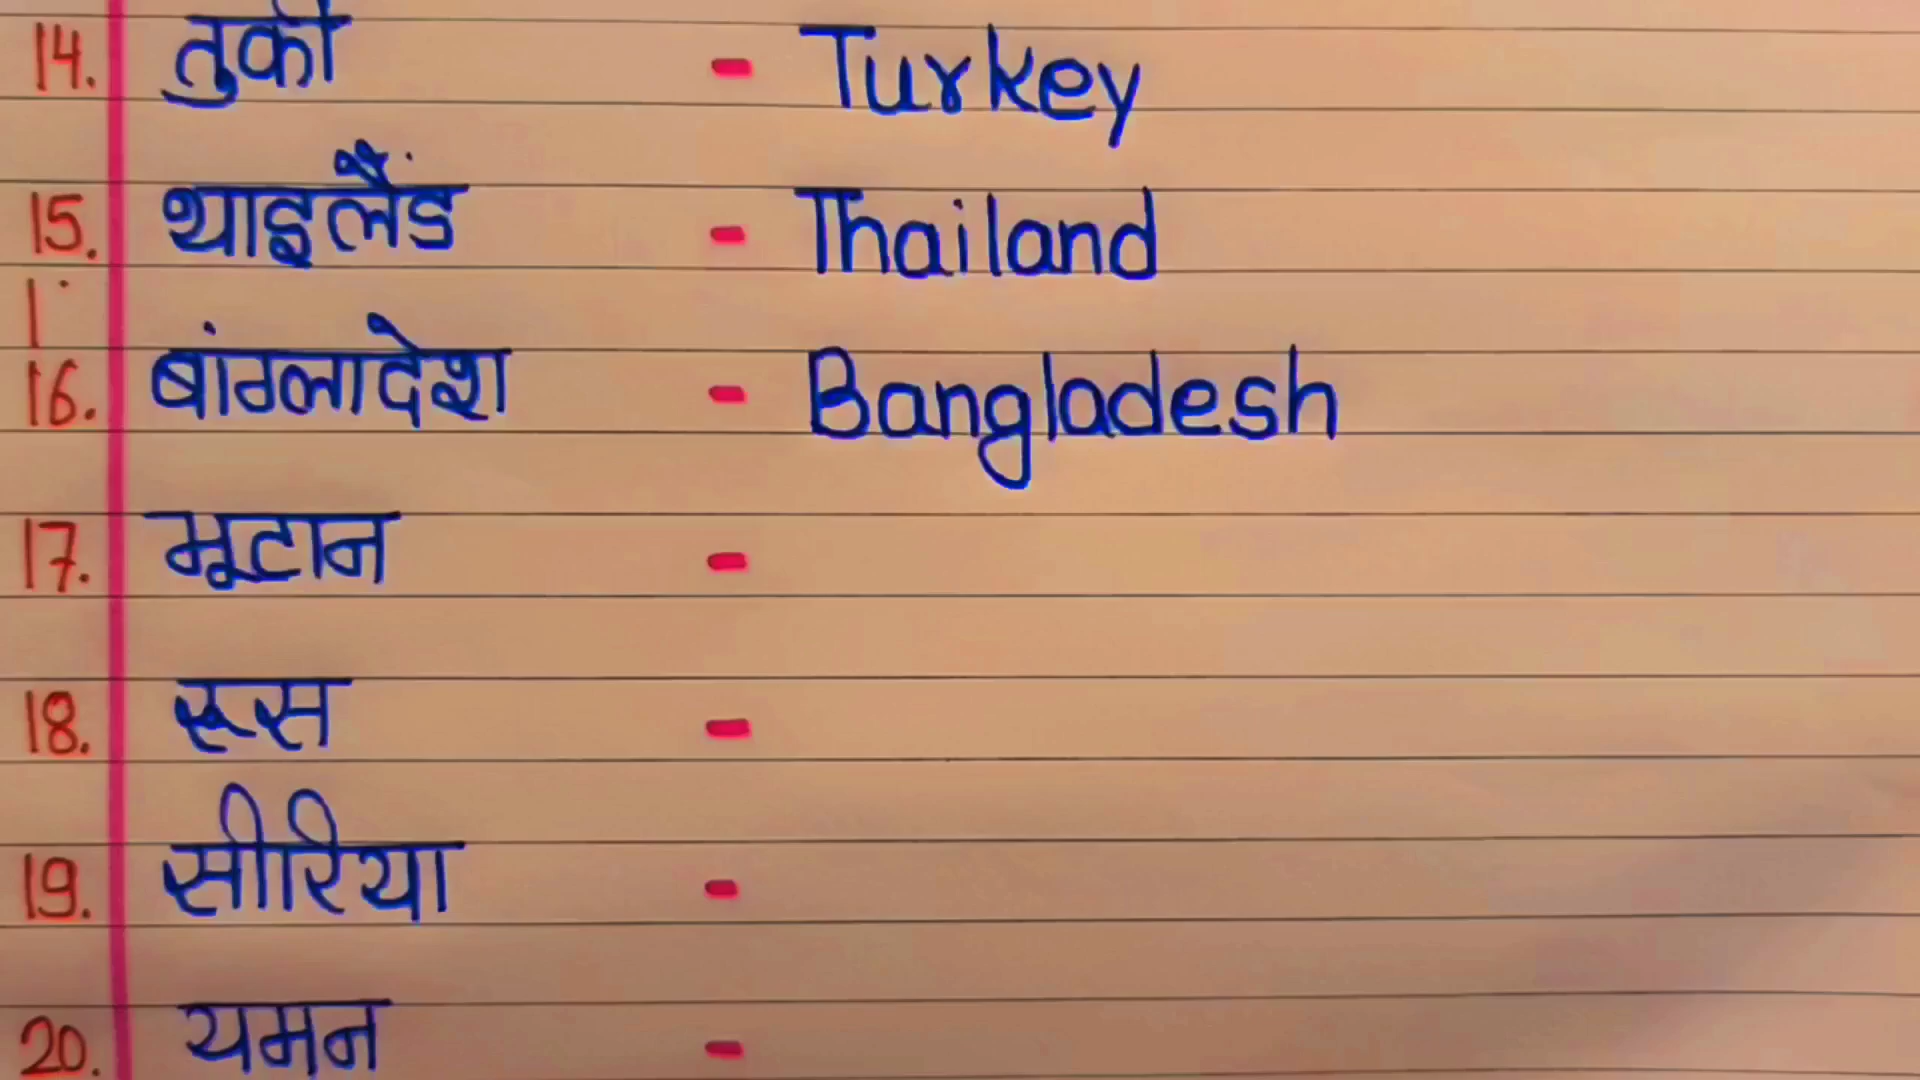 14. तुर्की - Turkey
15. थाइलैंड - Thailand
16. बांग्लादेश - Bangladesh
17. भूटान -
18. रूस -
19. सीरिया -
20. यमन -